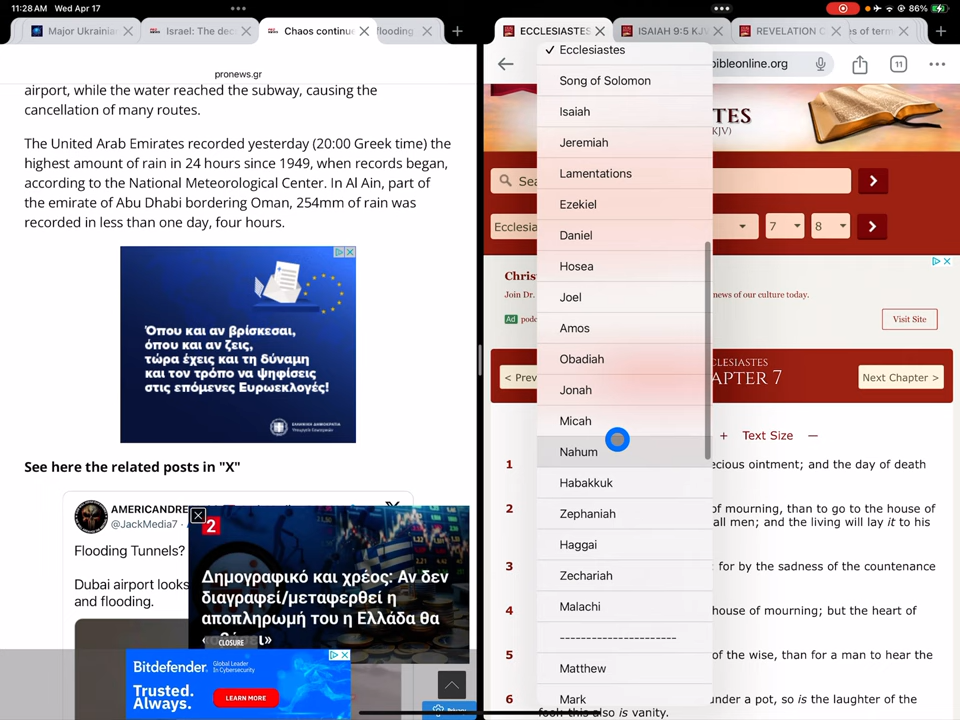 11:28 AM Wed Apr 17
86%
Major Ukrainia
Israel: The dec
Chaos continue
flooding
pronews.gr
airport, while the water reached the subway, causing the
cancellation of many routes.
The United Arab Emirates recorded yesterday (20:00 Greek time) the
highest amount of rain in 24 hours since 1949, when records began,
according to the National Meteorological Center. In Al Ain, part of
the emirate of Abu Dhabi bordering Oman, 254mm of rain was
recorded in less than one day, four hours.
Όπου και αν βρίσκεσαι,
όπου και αν ζεις,
τώρα έχεις και τη δύναμη
και τον τρόπο να ψηφίσεις
στις επόμενες Ευρωεκλογές!
ΕΛΛΗΝΙΚΗ ΔΗΜΟΚΡΑΤΙΑ
See here the related posts in "X"
AMERICANDRE
@JackMedia7 ·
Flooding Tunnels?
Dubai airport looks
and flooding.
2
Δημογραφικό και χρέος: Αν δεν
διαγραφεί/μεταφερθεί η
αποπληρωμή του η Ελλάδα θα
CLOSURE
Bitdefender.
Global Leader
In Cybersecurity
Trusted.
Always.
LEARN MORE
ECCLESIASTES
ISAIAH 9:5 KJV
REVELATION C
es of term
bibleonline.org
11
ES
KJV)
Sea
Ecclesia
7
8
Chris
Join Dr.
news of our culture today.
Ad
Visit Site
CLESIASTES
HAPTER 7
< Prev
Next Chapter >
+ Text Size —
1
ecious ointment; and the day of death
2
of mourning, than to go to the house of
all men; and the living will lay it to his
3
for by the sadness of the countenance
4
house of mourning; but the heart of
5
of the wise, than for a man to hear the
6
under a pot, so is the laughter of the
fool: this also is vanity.
✓ Ecclesiastes
Song of Solomon
Isaiah
Jeremiah
Lamentations
Ezekiel
Daniel
Hosea
Joel
Amos
Obadiah
Jonah
Micah
Nahum
Habakkuk
Zephaniah
Haggai
Zechariah
Malachi
----------------------
Matthew
Mark